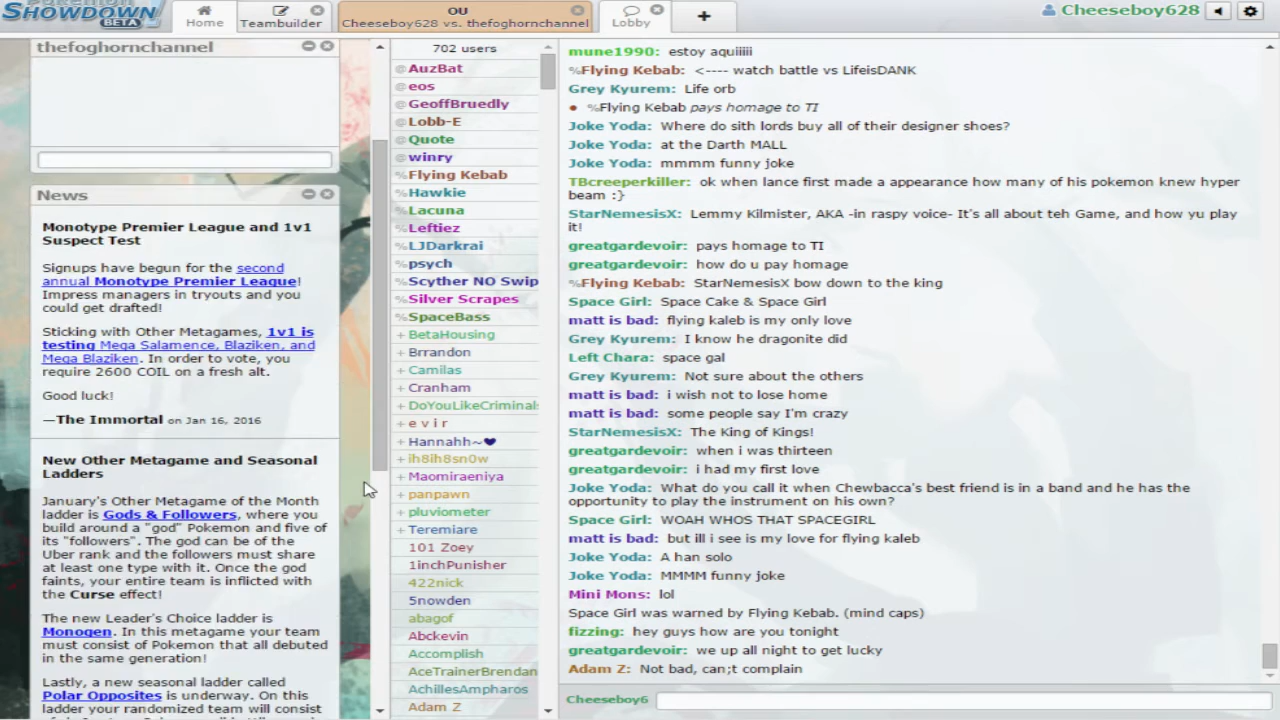 Pokémon
SHOWDOWN
BETA
Home
Teambuilder
OU
Cheeseboy628 vs. thefoghornchannel
Lobby
+
Cheeseboy628
thefoghornchannel
News
Monotype Premier League and 1v1
Suspect Test
Signups have begun for the second
annual Monotype Premier League!
Impress managers in tryouts and you
could get drafted!
Sticking with Other Metagames, 1v1 is
testing Mega Salamence, Blaziken, and
Mega Blaziken. In order to vote, you
require 2600 COIL on a fresh alt.
Good luck!
—The Immortal on Jan 16, 2016
New Other Metagame and Seasonal
Ladders
January's Other Metagame of the Month
ladder is Gods & Followers, where you
build around a "god" Pokemon and five of
its "followers". The god can be of the
Uber rank and the followers must share
at least one type with it. Once the god
faints, your entire team is inflicted with
the Curse effect!
The new Leader's Choice ladder is
Monogen. In this metagame your team
must consist of Pokemon that all debuted
in the same generation!
Lastly, a new seasonal ladder called
Polar Opposites is underway. On this
ladder your randomized team will consist
702 users
@AuzBat
@eos
@GeoffBruedly
@Lobb-E
@Quote
@winry
%Flying Kebab
%Hawkie
%Lacuna
%Leftiez
%LJDarkrai
%psych
%Scyther NO Swip
%Silver Scrapes
%SpaceBass
+BetaHousing
+Brrandon
+Camilas
+Cranham
+DoYouLikeCriminals
+e v i r
+Hannahh~♥
+ih8ih8sn0w
+Maomiraeniya
+panpawn
+pluviometer
+Teremiare
101 Zoey
1inchPunisher
422nick
5nowden
abagof
Abckevin
Accomplish
AceTrainerBrendan
AchillesAmpharos
Adam Z
mune1990: estoy aquiiiii
%Flying Kebab: <---- watch battle vs LifeisDANK
Grey Kyurem: Life orb
• %Flying Kebab pays homage to TI
Joke Yoda: Where do sith lords buy all of their designer shoes?
Joke Yoda: at the Darth MALL
Joke Yoda: mmmm funny joke
TBcreeperkiller: ok when lance first made a appearance how many of his pokemon knew hyper
beam :}
StarNemesisX: Lemmy Kilmister, AKA -in raspy voice- It's all about teh Game, and how yu play
it!
greatgardevoir: pays homage to TI
greatgardevoir: how do u pay homage
%Flying Kebab: StarNemesisX bow down to the king
Space Girl: Space Cake & Space Girl
matt is bad: flying kaleb is my only love
Grey Kyurem: I know he dragonite did
Left Chara: space gal
Grey Kyurem: Not sure about the others
matt is bad: i wish not to lose home
matt is bad: some people say I'm crazy
StarNemesisX: The King of Kings!
greatgardevoir: when i was thirteen
greatgardevoir: i had my first love
Joke Yoda: What do you call it when Chewbacca's best friend is in a band and he has the
opportunity to play the instrument on his own?
Space Girl: WOAH WHOS THAT SPACEGIRL
matt is bad: but ill i see is my love for flying kaleb
Joke Yoda: A han solo
Joke Yoda: MMMM funny joke
Mini Mons: lol
Space Girl was warned by Flying Kebab. (mind caps)
fizzing: hey guys how are you tonight
greatgardevoir: we up all night to get lucky
Adam Z: Not bad, can;t complain
Cheeseboy6